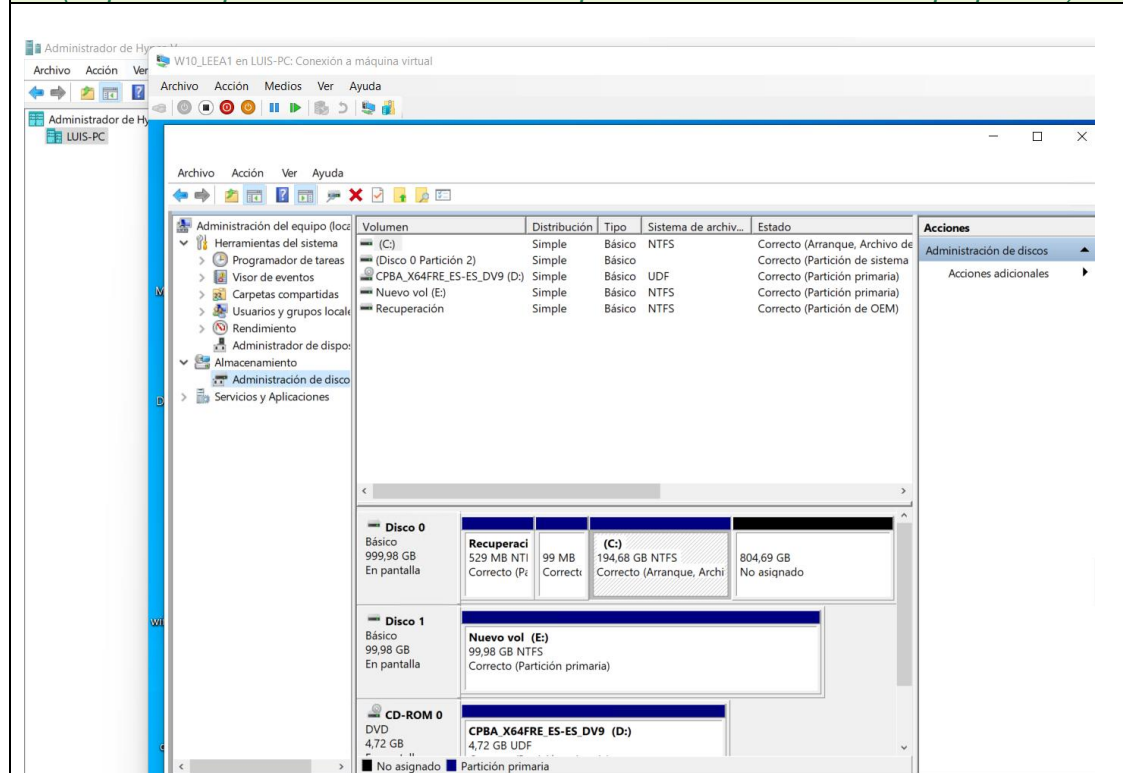 Administrador de Hy
Archivo Acción Ver
Administrador de Hy
LUIS-PC
W10_LEEA1 en LUIS-PC: Conexión a máquina virtual
Archivo Acción Medios Ver Ayuda
Archivo Acción Ver Ayuda
Administración del equipo (loca
Herramientas del sistema
Programador de tareas
Visor de eventos
Carpetas compartidas
Usuarios y grupos locale
Rendimiento
Administrador de dispos
Almacenamiento
Administración de disco
Servicios y Aplicaciones
Volumen Distribución Tipo Sistema de archiv... Estado
(C:) Simple Básico NTFS Correcto (Arranque, Archivo de
(Disco 0 Partición 2) Simple Básico Correcto (Partición de sistema
CPBA_X64FRE_ES-ES_DV9 (D:) Simple Básico UDF Correcto (Partición primaria)
Nuevo vol (E:) Simple Básico NTFS Correcto (Partición primaria)
Recuperación Simple Básico NTFS Correcto (Partición de OEM)
Acciones
Administración de discos
Acciones adicionales
Disco 0
Básico
999,98 GB
En pantalla
Recuperaci
529 MB NTI
Correcto (Pa
99 MB
Correcto
(C:)
194,68 GB NTFS
Correcto (Arranque, Archi
804,69 GB
No asignado
Disco 1
Básico
99,98 GB
En pantalla
Nuevo vol (E:)
99,98 GB NTFS
Correcto (Partición primaria)
CD-ROM 0
DVD
4,72 GB
CPBA_X64FRE_ES-ES_DV9 (D:)
4,72 GB UDF
No asignado Partición primaria